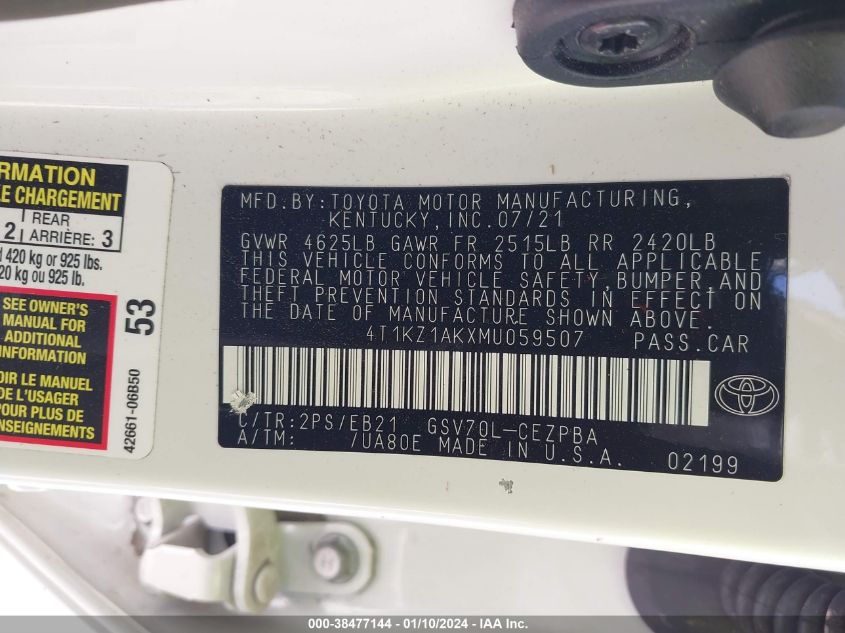 RMATION
E CHARGEMENT
2
REAR
ARRIÈRE: 3
420 kg or 925 lbs.
20 kg ou 925 lb.
SEE OWNER'S
MANUAL FOR
ADDITIONAL
INFORMATION
OIR LE MANUEL
DE L'USAGER
POUR PLUS DE
RENSEIGNEMENTS
53
42661-06B50
MFD.BY:TOYOTA MOTOR MANUFACTURING,
KENTUCKY,INC.07/21
GVWR 4625LB GAWR FR 2515LB RR 2420LB
THIS VEHICLE CONFORMS TO ALL APPLICABLE
FEDERAL MOTOR VEHICLE SAFETY,BUMPER,AND
THEFT PREVENTION STANDARDS IN EFFECT ON
THE DATE OF MANUFACTURE SHOWN ABOVE.
4T1KZ1AKXMU059507 PASS.CAR
C/TR:2PS/EB21 GSV70L-CEZPBA
A/TM: /UA80E MADE IN U.S.A. 02199
000-38477144 - 01/10/2024 - IAA Inc.